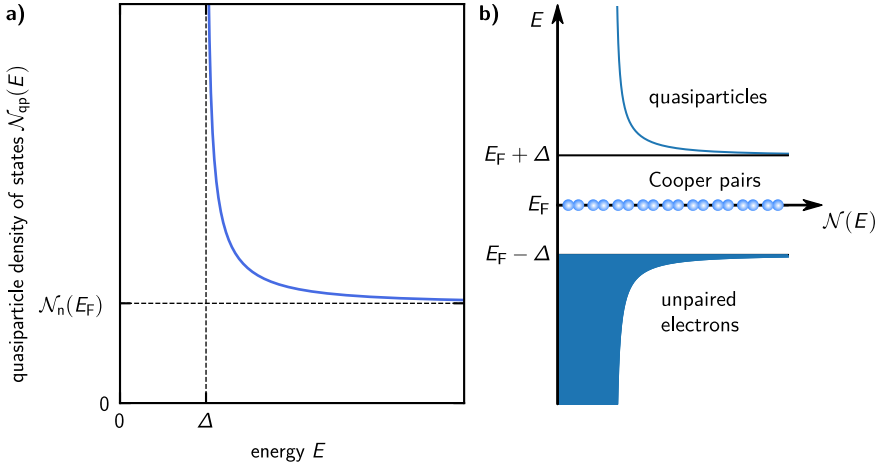 a)
quasiparticle density of states 𝒩qp(E)
𝒩n(EF)
0
0
Δ
energy E
b)
E
quasiparticles
EF + Δ
Cooper pairs
EF
𝒩(E)
EF − Δ
unpaired
electrons